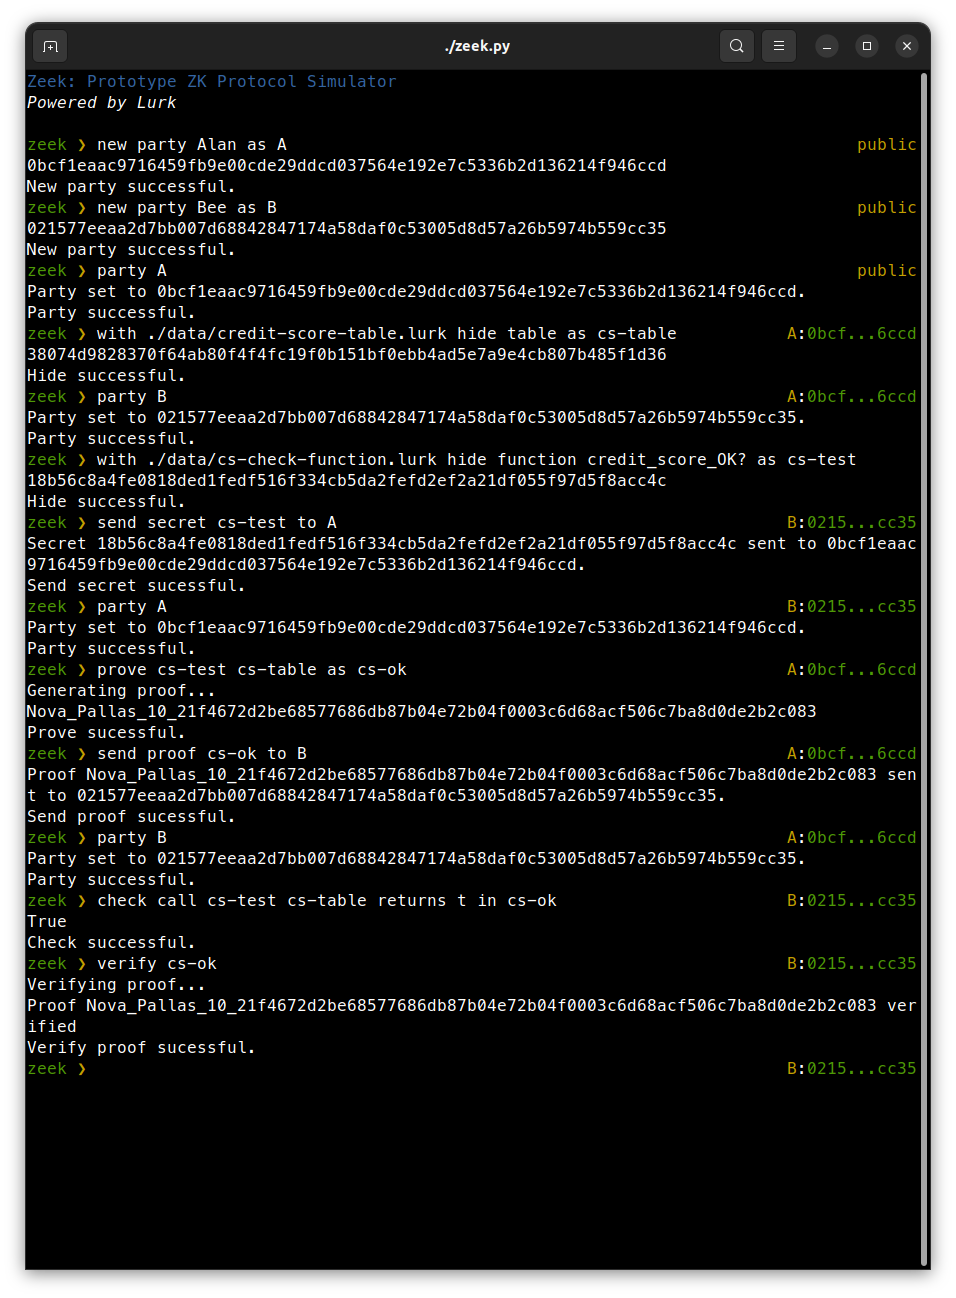 ./zeek.py
Zeek: Prototype ZK Protocol Simulator
Powered by Lurk
zeek ❯ new party Alan as A public
0bcf1eaac9716459fb9e00cde29ddcd037564e192e7c5336b2d136214f946ccd
New party successful.
zeek ❯ new party Bee as B public
021577eeaa2d7bb007d68842847174a58daf0c53005d8d57a26b5974b559cc35
New party successful.
zeek ❯ party A public
Party set to 0bcf1eaac9716459fb9e00cde29ddcd037564e192e7c5336b2d136214f946ccd.
Party successful.
zeek ❯ with ./data/credit-score-table.lurk hide table as cs-table A:0bcf...6ccd
38074d9828370f64ab80f4f4fc19f0b151bf0ebb4ad5e7a9e4cb807b485f1d36
Hide successful.
zeek ❯ party B A:0bcf...6ccd
Party set to 021577eeaa2d7bb007d68842847174a58daf0c53005d8d57a26b5974b559cc35.
Party successful.
zeek ❯ with ./data/cs-check-function.lurk hide function credit_score_OK? as cs-test
18b56c8a4fe0818ded1fedf516f334cb5da2fefd2ef2a21df055f97d5f8acc4c
Hide successful.
zeek ❯ send secret cs-test to A B:0215...cc35
Secret 18b56c8a4fe0818ded1fedf516f334cb5da2fefd2ef2a21df055f97d5f8acc4c sent to 0bcf1eaac
9716459fb9e00cde29ddcd037564e192e7c5336b2d136214f946ccd.
Send secret sucessful.
zeek ❯ party A B:0215...cc35
Party set to 0bcf1eaac9716459fb9e00cde29ddcd037564e192e7c5336b2d136214f946ccd.
Party successful.
zeek ❯ prove cs-test cs-table as cs-ok A:0bcf...6ccd
Generating proof...
Nova_Pallas_10_21f4672d2be68577686db87b04e72b04f0003c6d68acf506c7ba8d0de2b2c083
Prove sucessful.
zeek ❯ send proof cs-ok to B A:0bcf...6ccd
Proof Nova_Pallas_10_21f4672d2be68577686db87b04e72b04f0003c6d68acf506c7ba8d0de2b2c083 sen
t to 021577eeaa2d7bb007d68842847174a58daf0c53005d8d57a26b5974b559cc35.
Send proof sucessful.
zeek ❯ party B A:0bcf...6ccd
Party set to 021577eeaa2d7bb007d68842847174a58daf0c53005d8d57a26b5974b559cc35.
Party successful.
zeek ❯ check call cs-test cs-table returns t in cs-ok B:0215...cc35
True
Check successful.
zeek ❯ verify cs-ok B:0215...cc35
Verifying proof...
Proof Nova_Pallas_10_21f4672d2be68577686db87b04e72b04f0003c6d68acf506c7ba8d0de2b2c083 ver
ified
Verify proof sucessful.
zeek ❯ B:0215...cc35